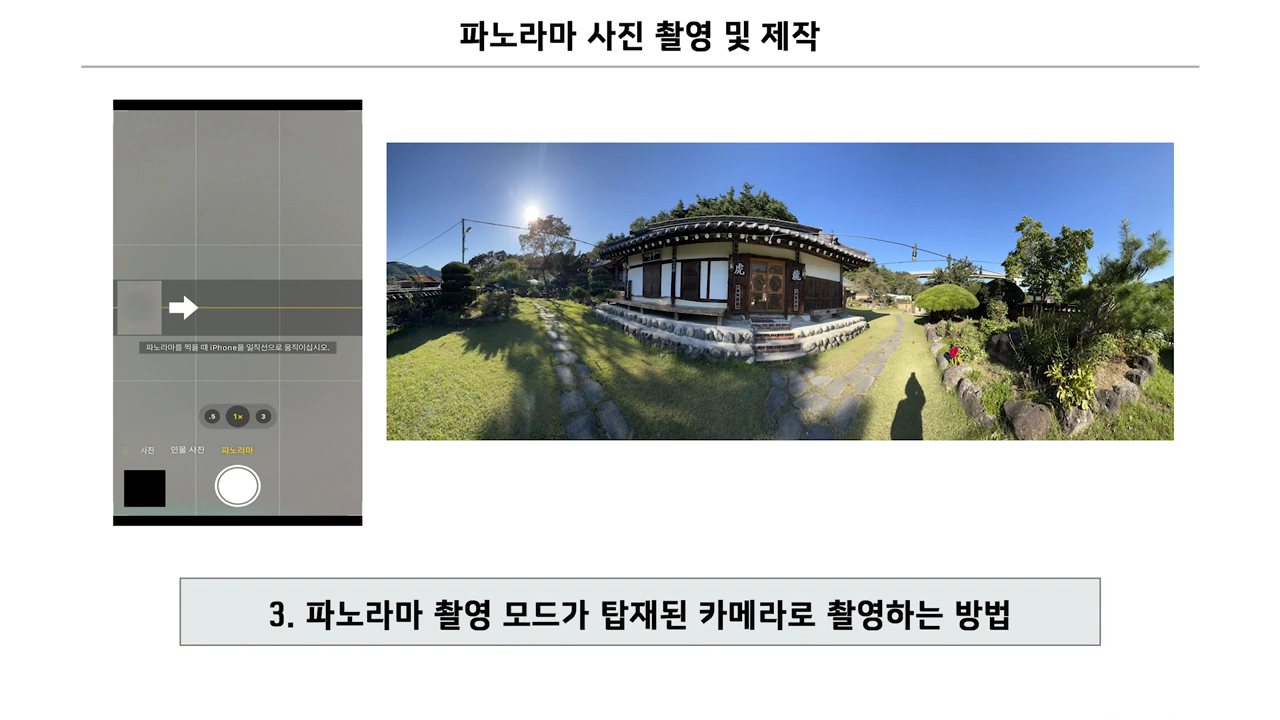 파노라마 사진 촬영 및 제작
파노라마를 찍을 때 iPhone을 일직선으로 움직이십시오.
.5 1× 3
사진 인물 사진 파노라마
虎 龍
3. 파노라마 촬영 모드가 탑재된 카메라로 촬영하는 방법